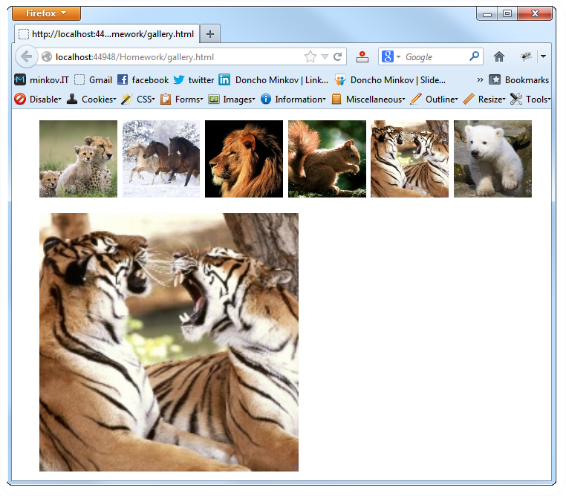 Firefox
http://localhost:44...mework/gallery.html
localhost:44948/Homework/gallery.html
Google
minkov.IT Gmail facebook twitter Doncho Minkov | Link... Doncho Minkov | Slide... » Bookmarks
Disable Cookies CSS Forms Images Information Miscellaneous Outline Resize Tools